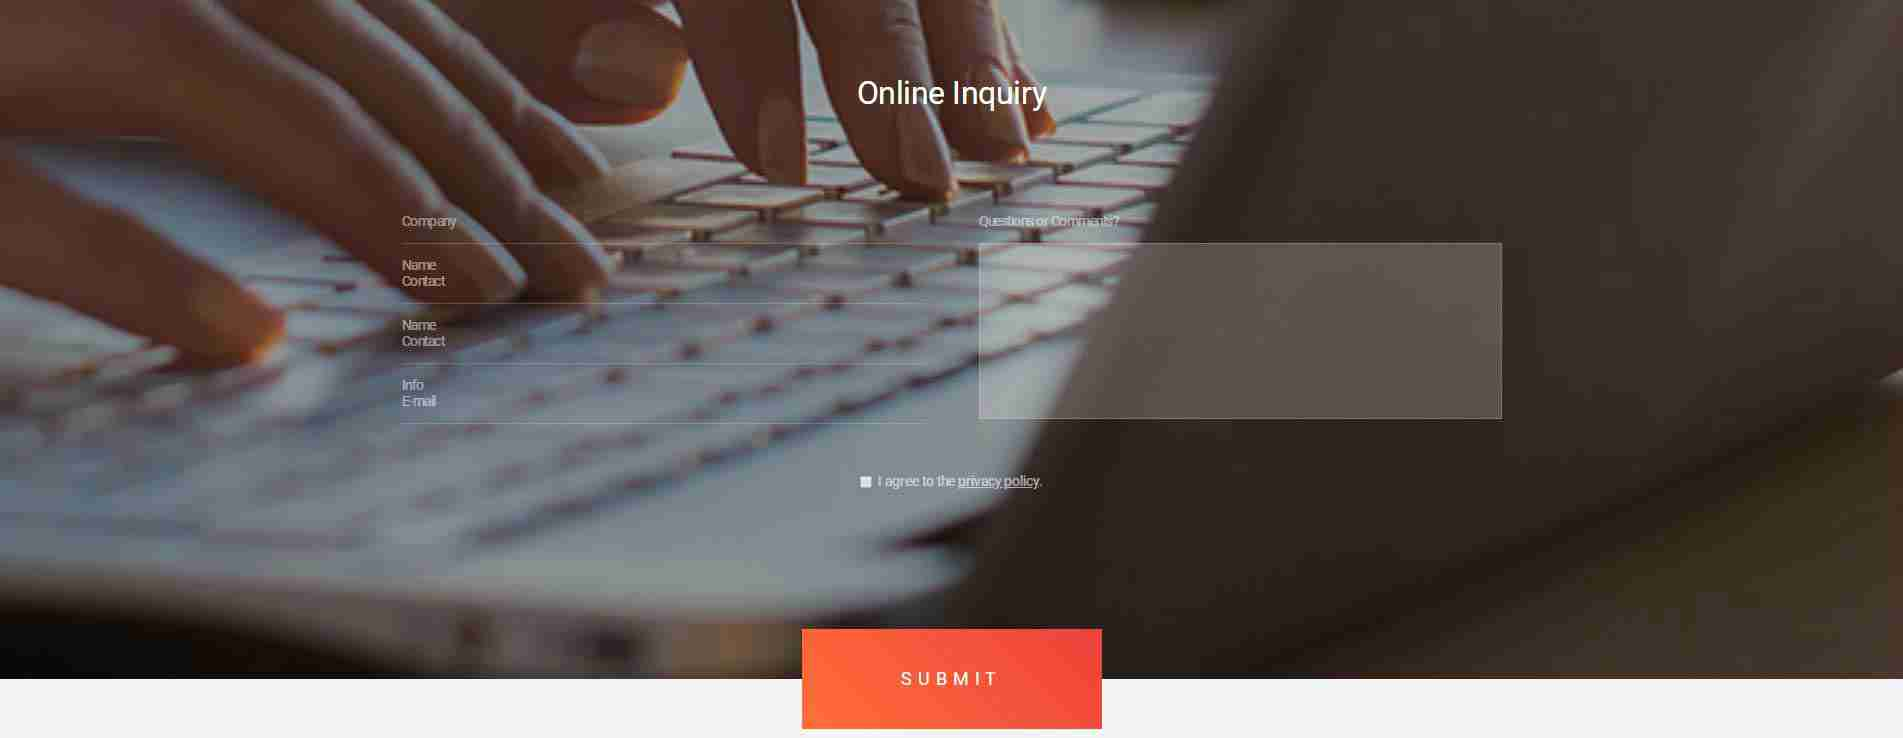 Online Inquiry
Company
Name
Contact
Name
Contact
Info
E-mail
Questions or Comments?
I agree to the privacy policy.
SUBMIT